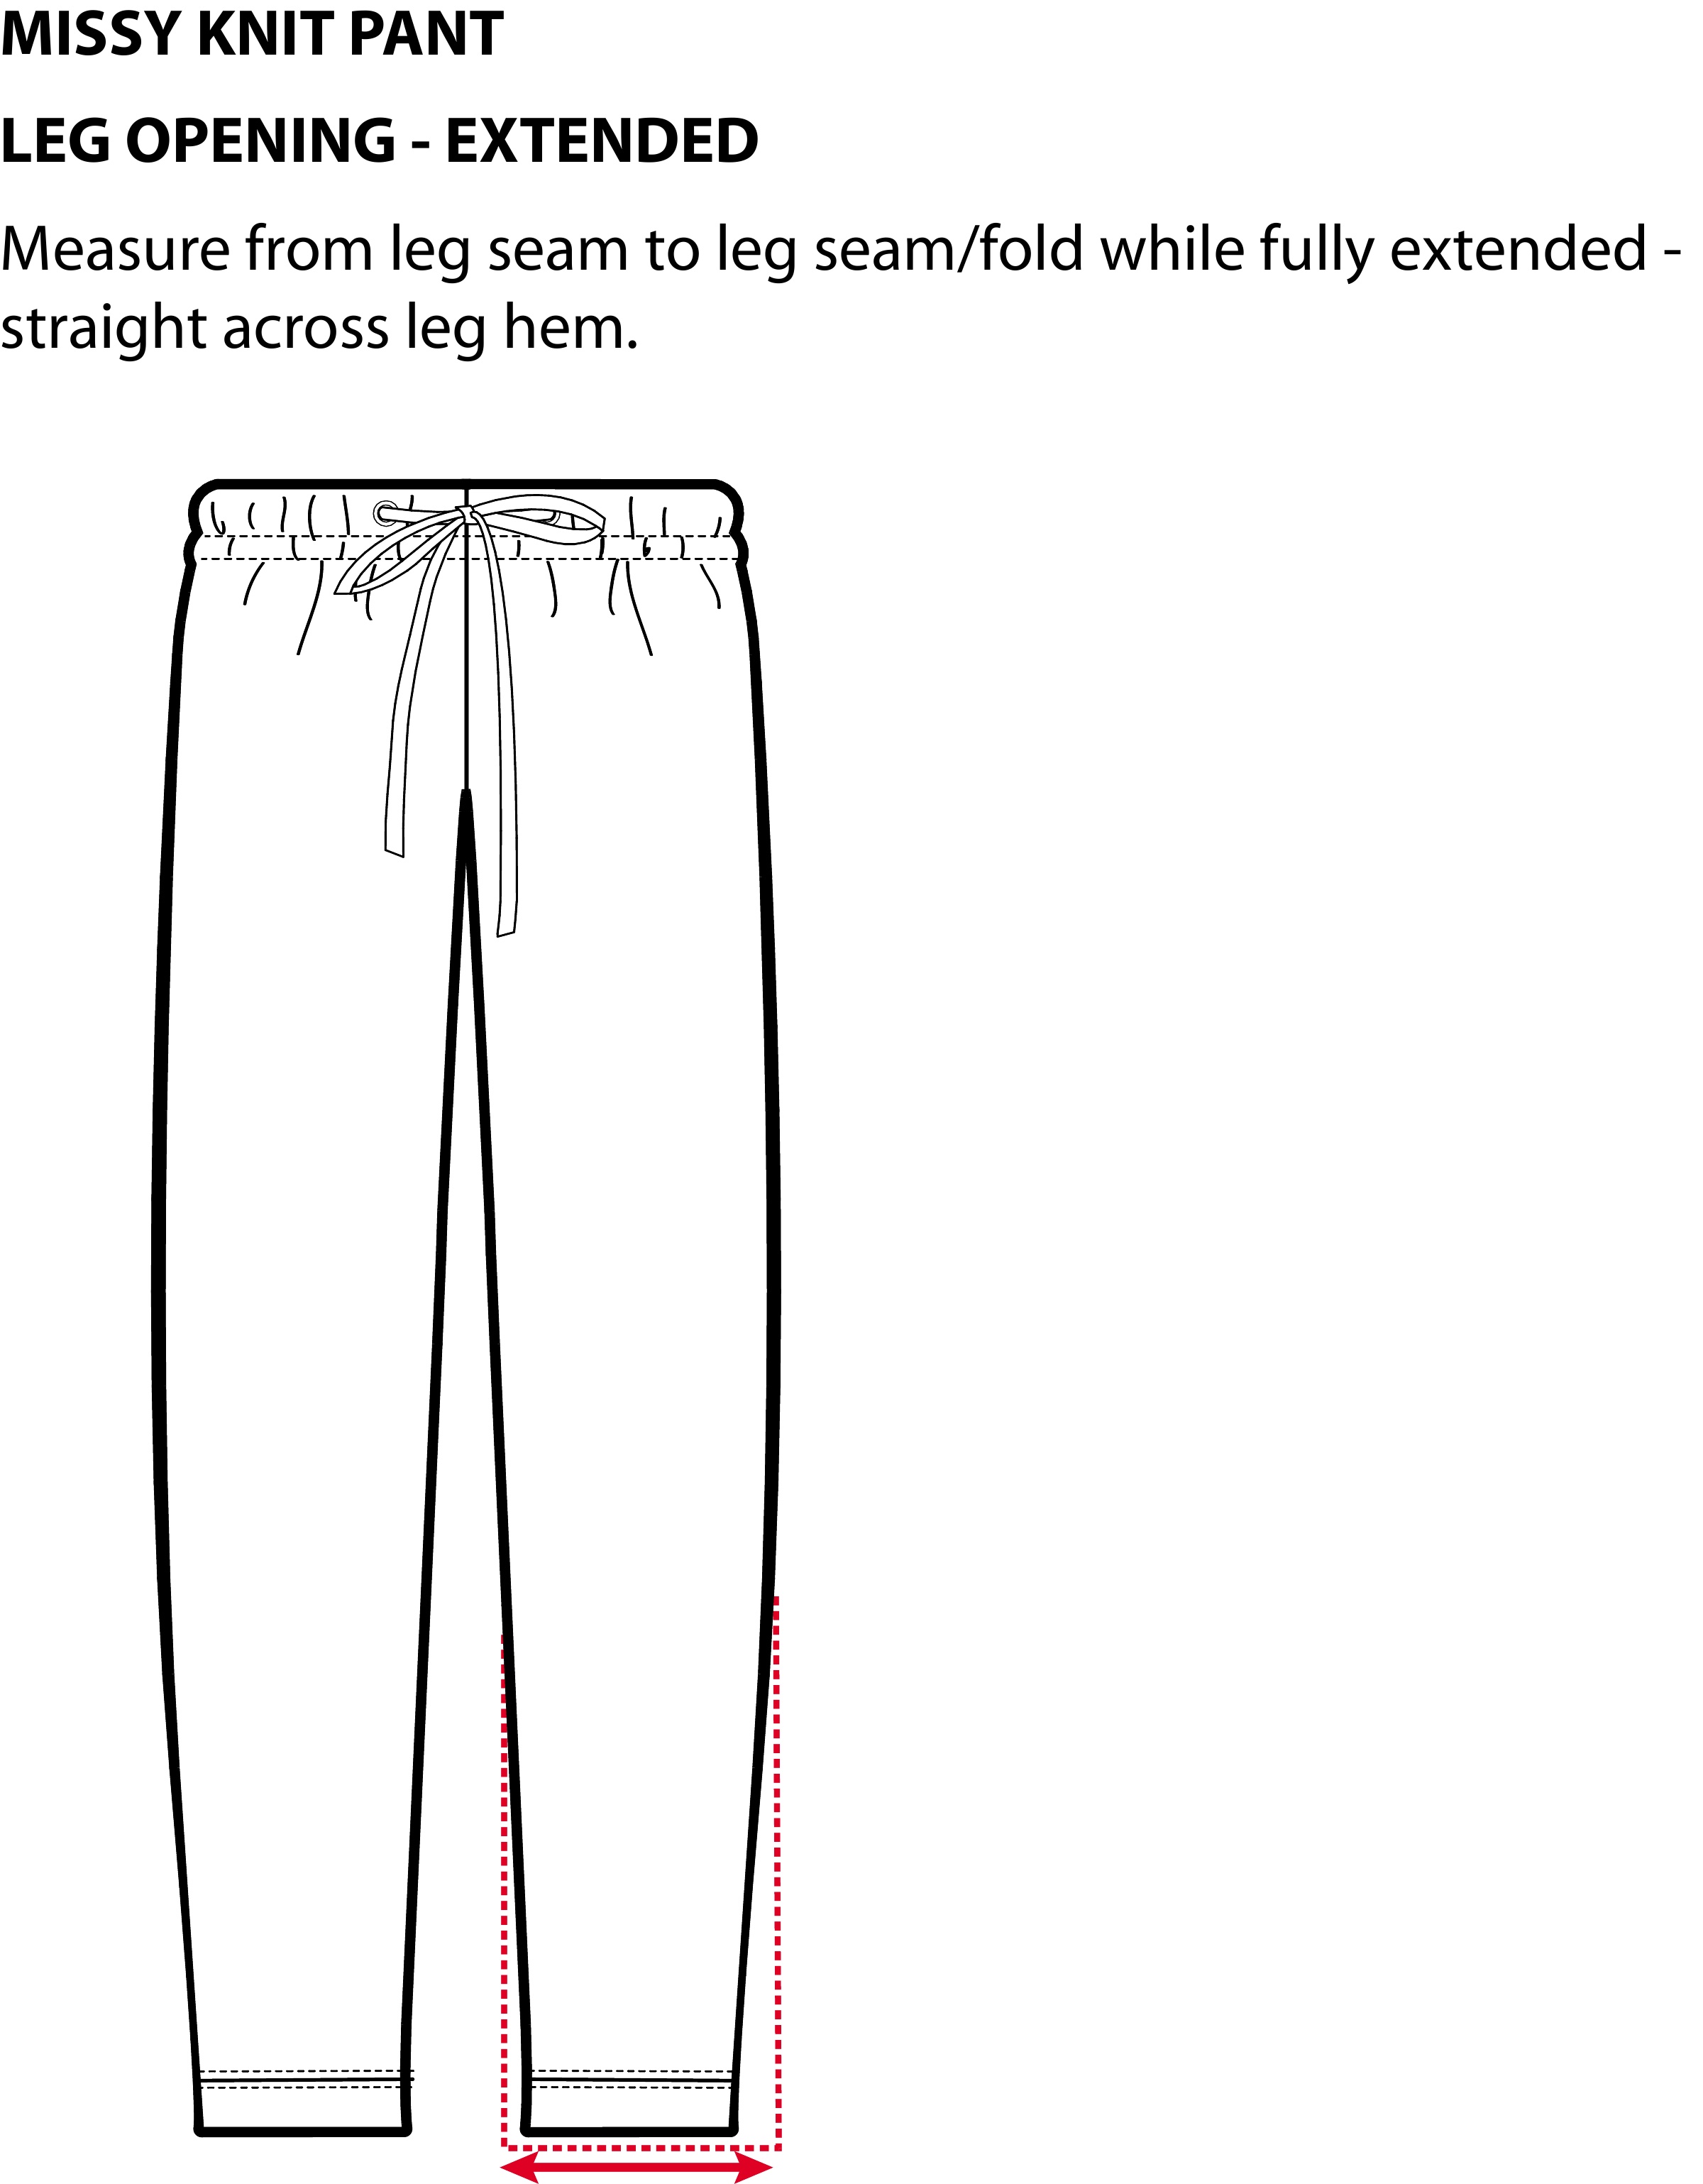 MISSY KNIT PANT
LEG OPENING - EXTENDED
Measure from leg seam to leg seam/fold while fully extended -
straight across leg hem.